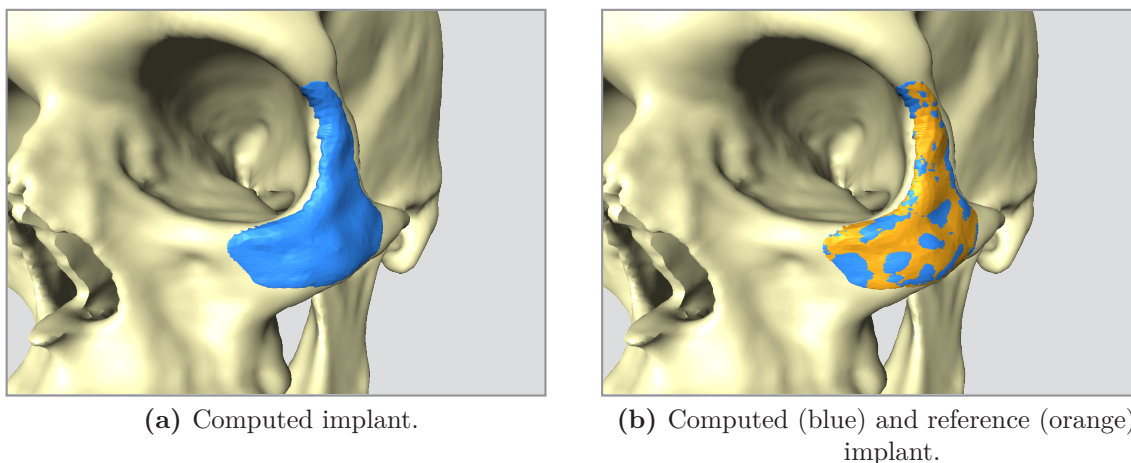 (a) Computed implant.
(b) Computed (blue) and reference (orange)
implant.